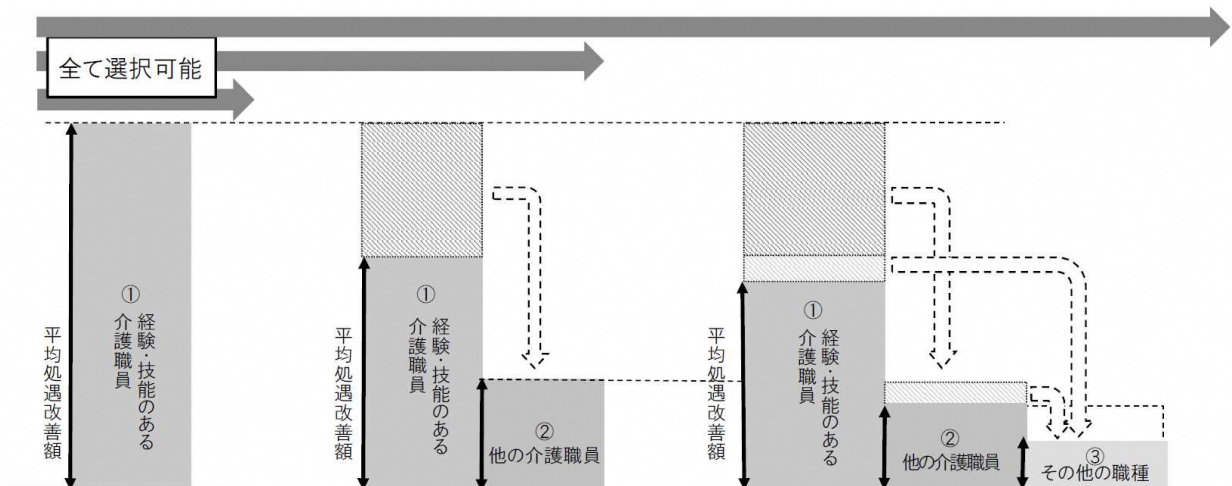 全て選択可能
平均処遇改善額
①
経験・技能のある
介護職員
平均処遇改善額
①
経験・技能のある
介護職員
②
他の介護職員
平均処遇改善額
①
経験・技能のある
介護職員
②
他の介護職員
③
その他の職種